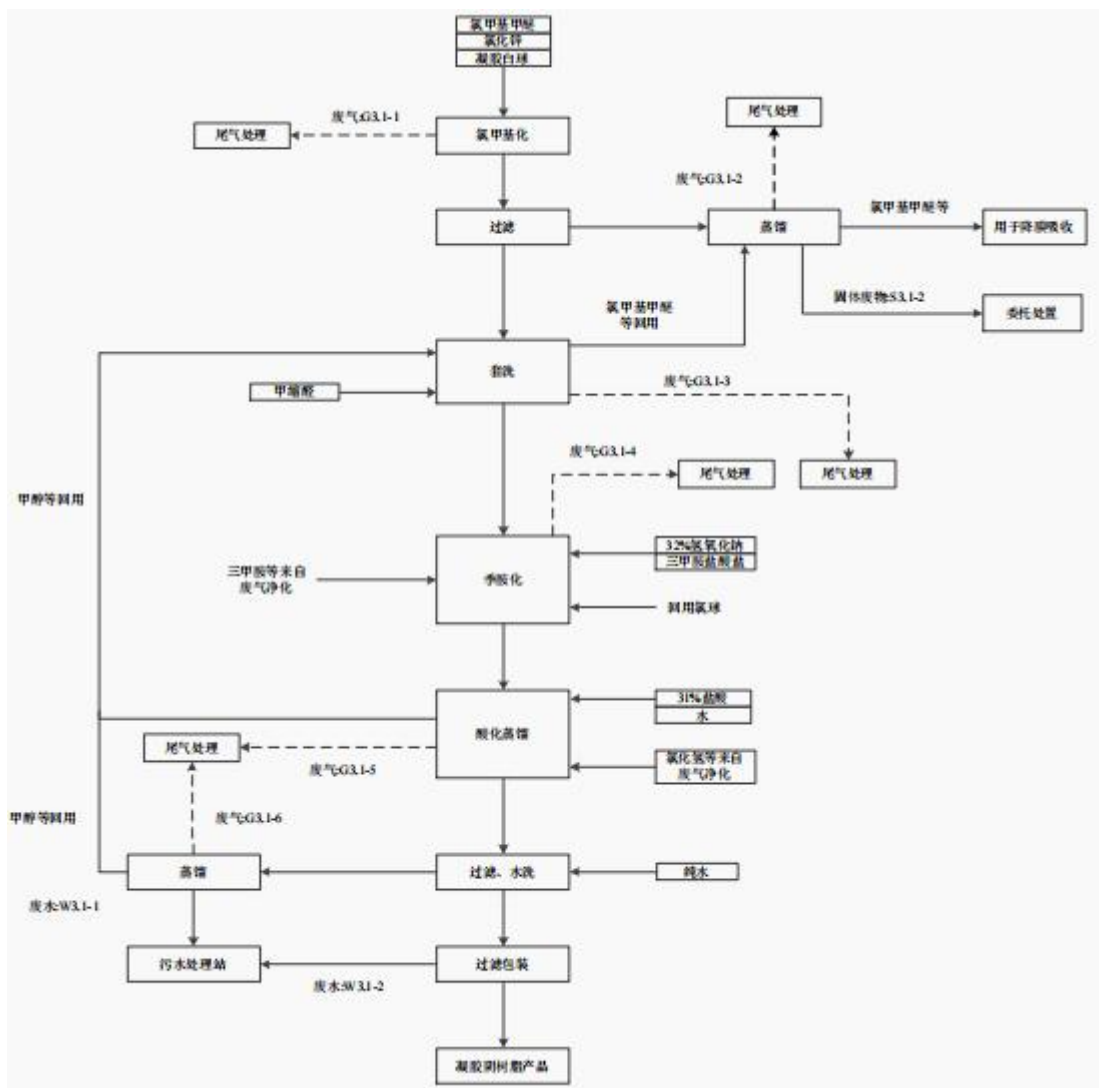 氯甲基甲醚
氯化锌
凝胶白球
废气:G3.1-1
尾气处理
氯甲基化
尾气处理
废气:G3.1-2
过滤
蒸馏
氯甲基甲醚等
用于降膜吸收
氯甲基甲醚
等回用
固体废物:S3.1-2
委托处置
套洗
甲缩醛
废气:G3.1-3
废气:G3.1-4
尾气处理
尾气处理
甲醇等回用
32%氢氧化钠
三甲胺盐酸盐
三甲胺等来自
废气净化
季胺化
回用氯球
31%盐酸
水
酸化蒸馏
尾气处理
废气:G3.1-5
氯化氢等来自
废气净化
甲醇等回用
废气:G3.1-6
蒸馏
过滤、水洗
纯水
废水:W3.1-1
污水处理站
过滤包装
废水:W3.1-2
凝胶阴树脂产品